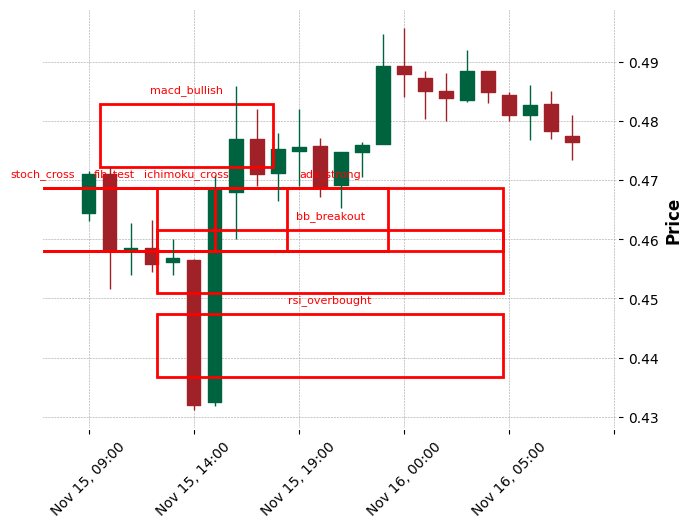 0.49
macd_bullish
0.48
stoch_cross
ichimoku_cross
0.47
bb_breakout
0.46
0.45
rsi_overbought
0.44
0.43
Price
Nov 15, 09:00
Nov 15, 14:00
Nov 15, 19:00
Nov 16, 00:00
Nov 16, 05:00